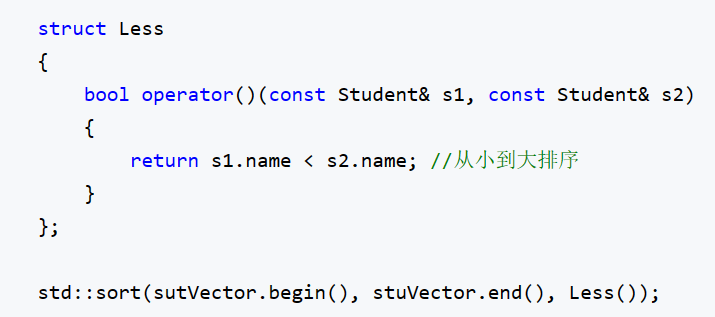 struct Less
{
    bool operator()(const Student& s1, const Student& s2)
    {
        return s1.name < s2.name; //从小到大排序
    }
};

std::sort(sutVector.begin(), stuVector.end(), Less());